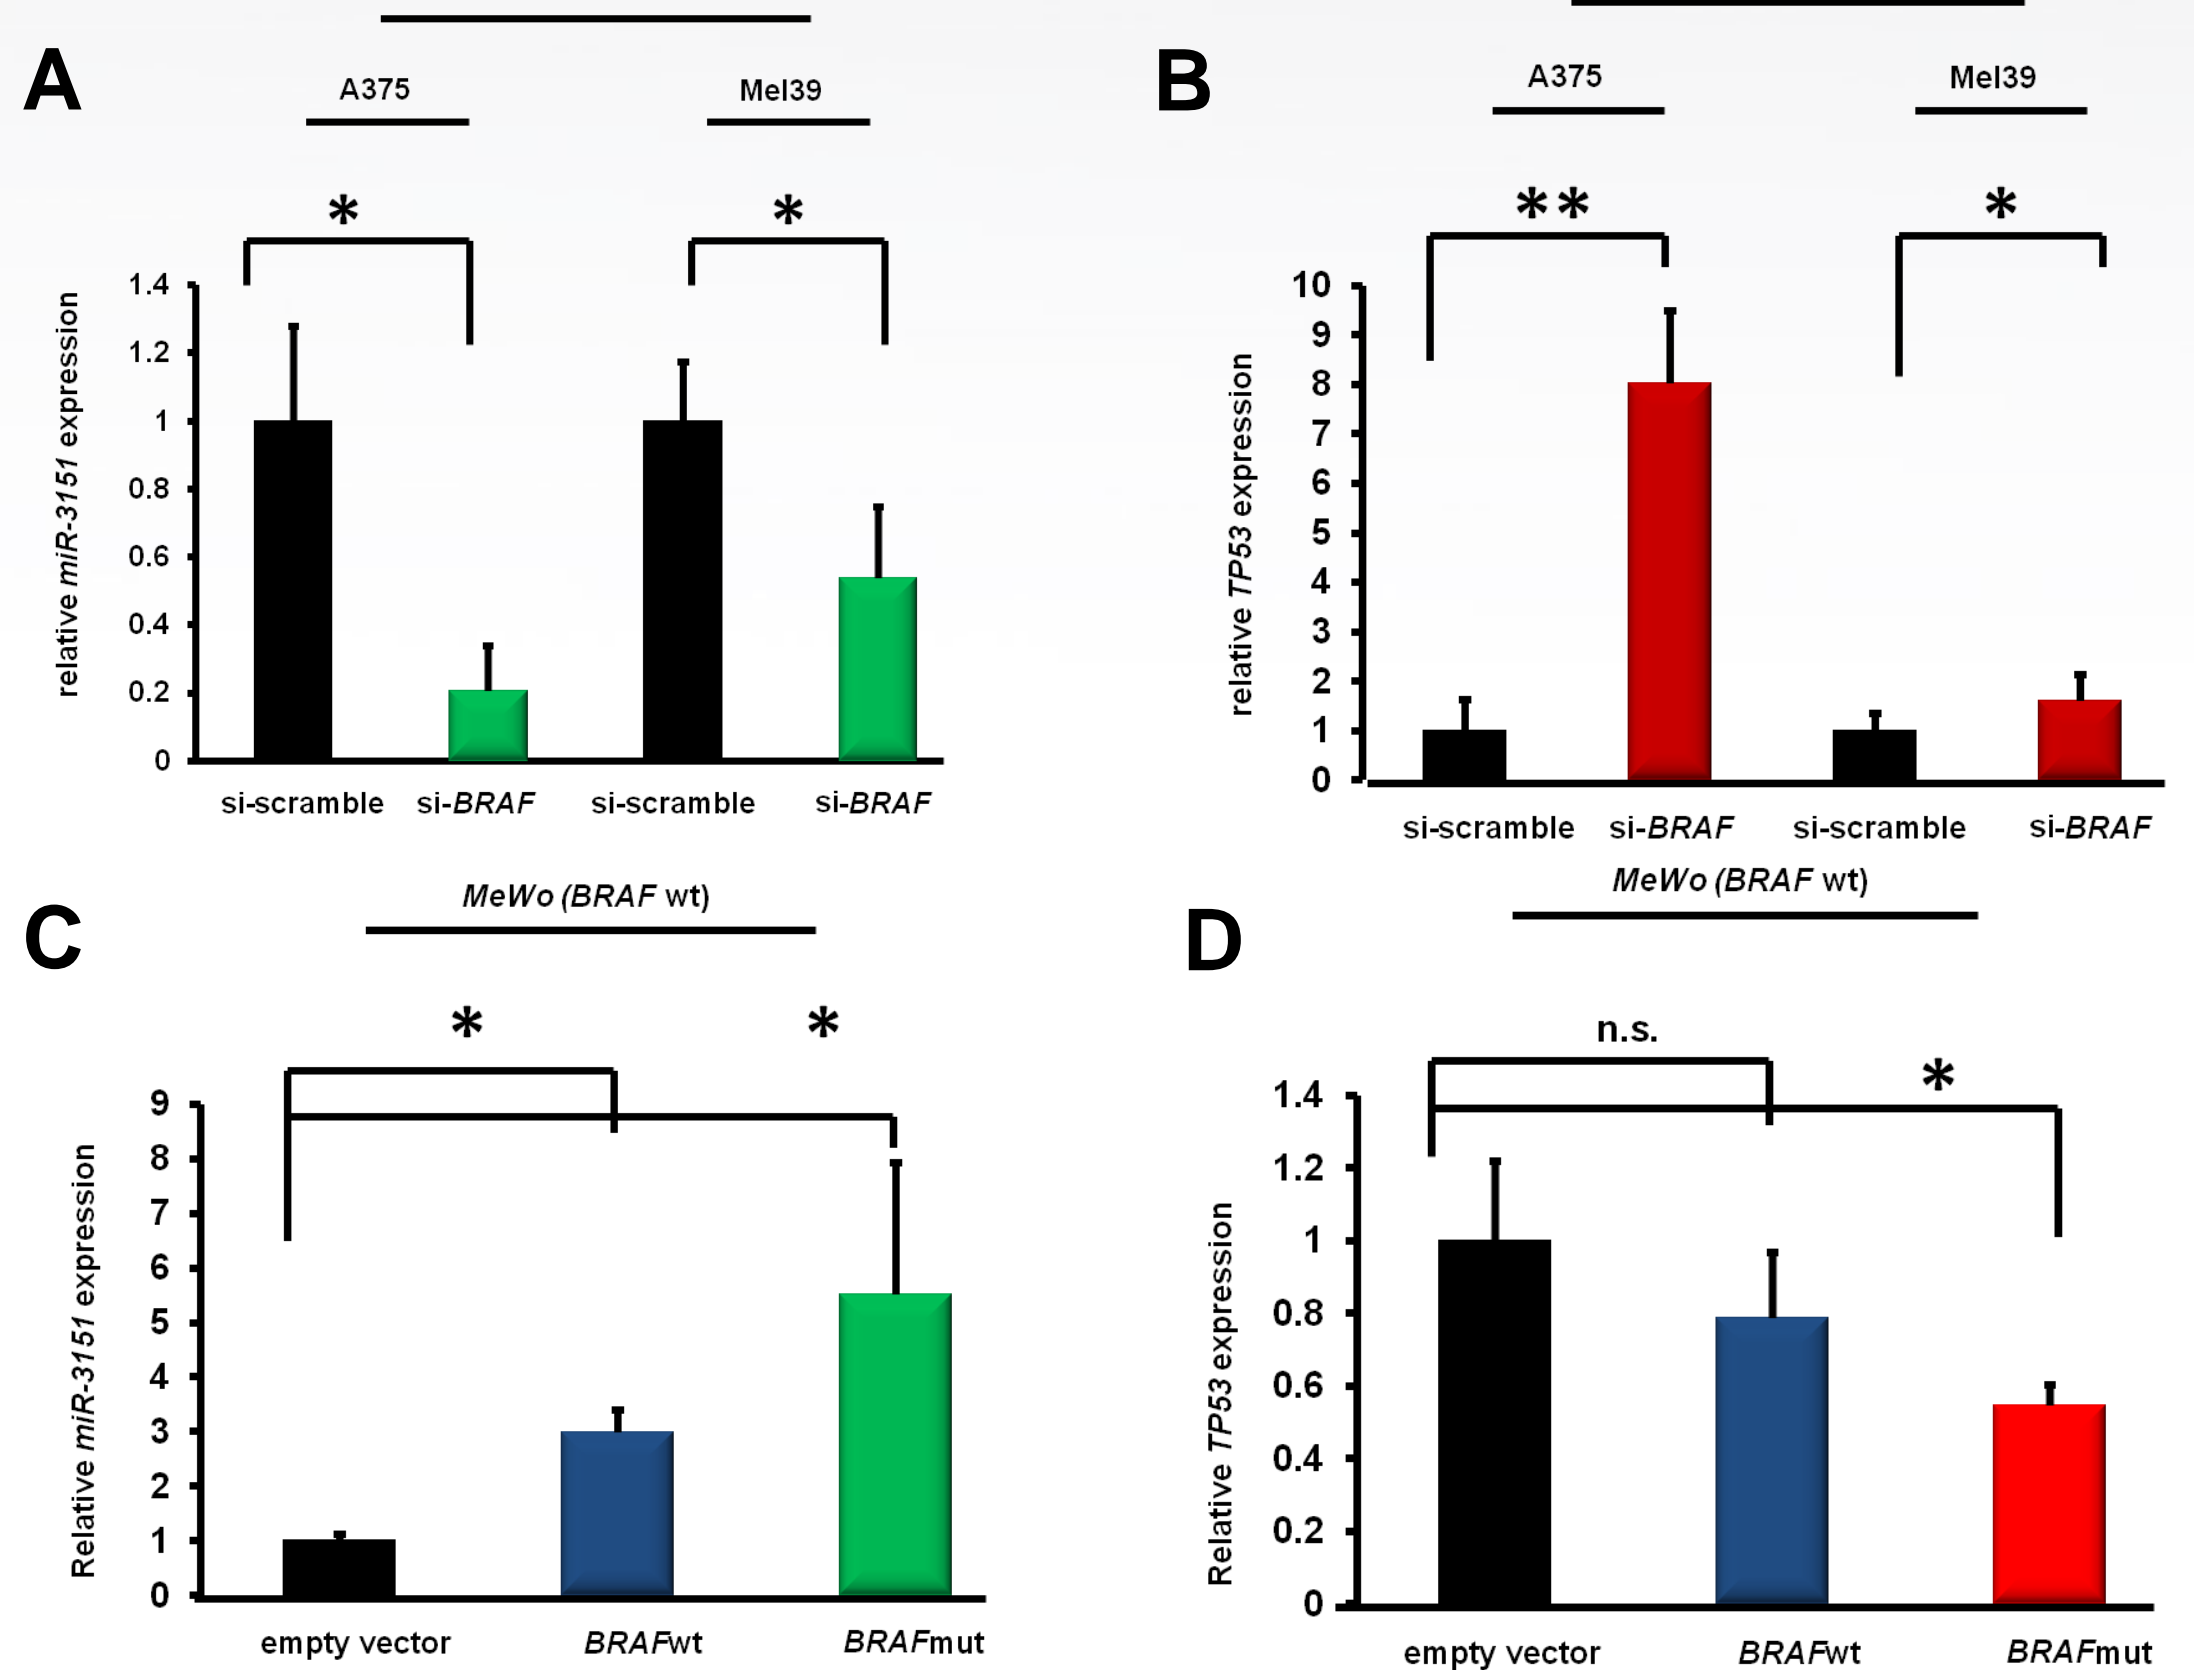 A
A375
Mel39
*
*
relative miR-3151 expression
1.4
1.2
1
0.8
0.6
0.4
0.2
0
si-scramble
si-BRAF
si-scramble
si-BRAF
B
A375
Mel39
**
*
relative TP53 expression
10
9
8
7
6
5
4
3
2
1
0
si-scramble
si-BRAF
si-scramble
si-BRAF
C
MeWo (BRAF wt)
*
*
Relative miR-3151 expression
9
8
7
6
5
4
3
2
1
0
empty vector
BRAFwt
BRAFmut
D
MeWo (BRAF wt)
n.s.
*
Relative TP53 expression
1.4
1.2
1
0.8
0.6
0.4
0.2
0
empty vector
BRAFwt
BRAFmut